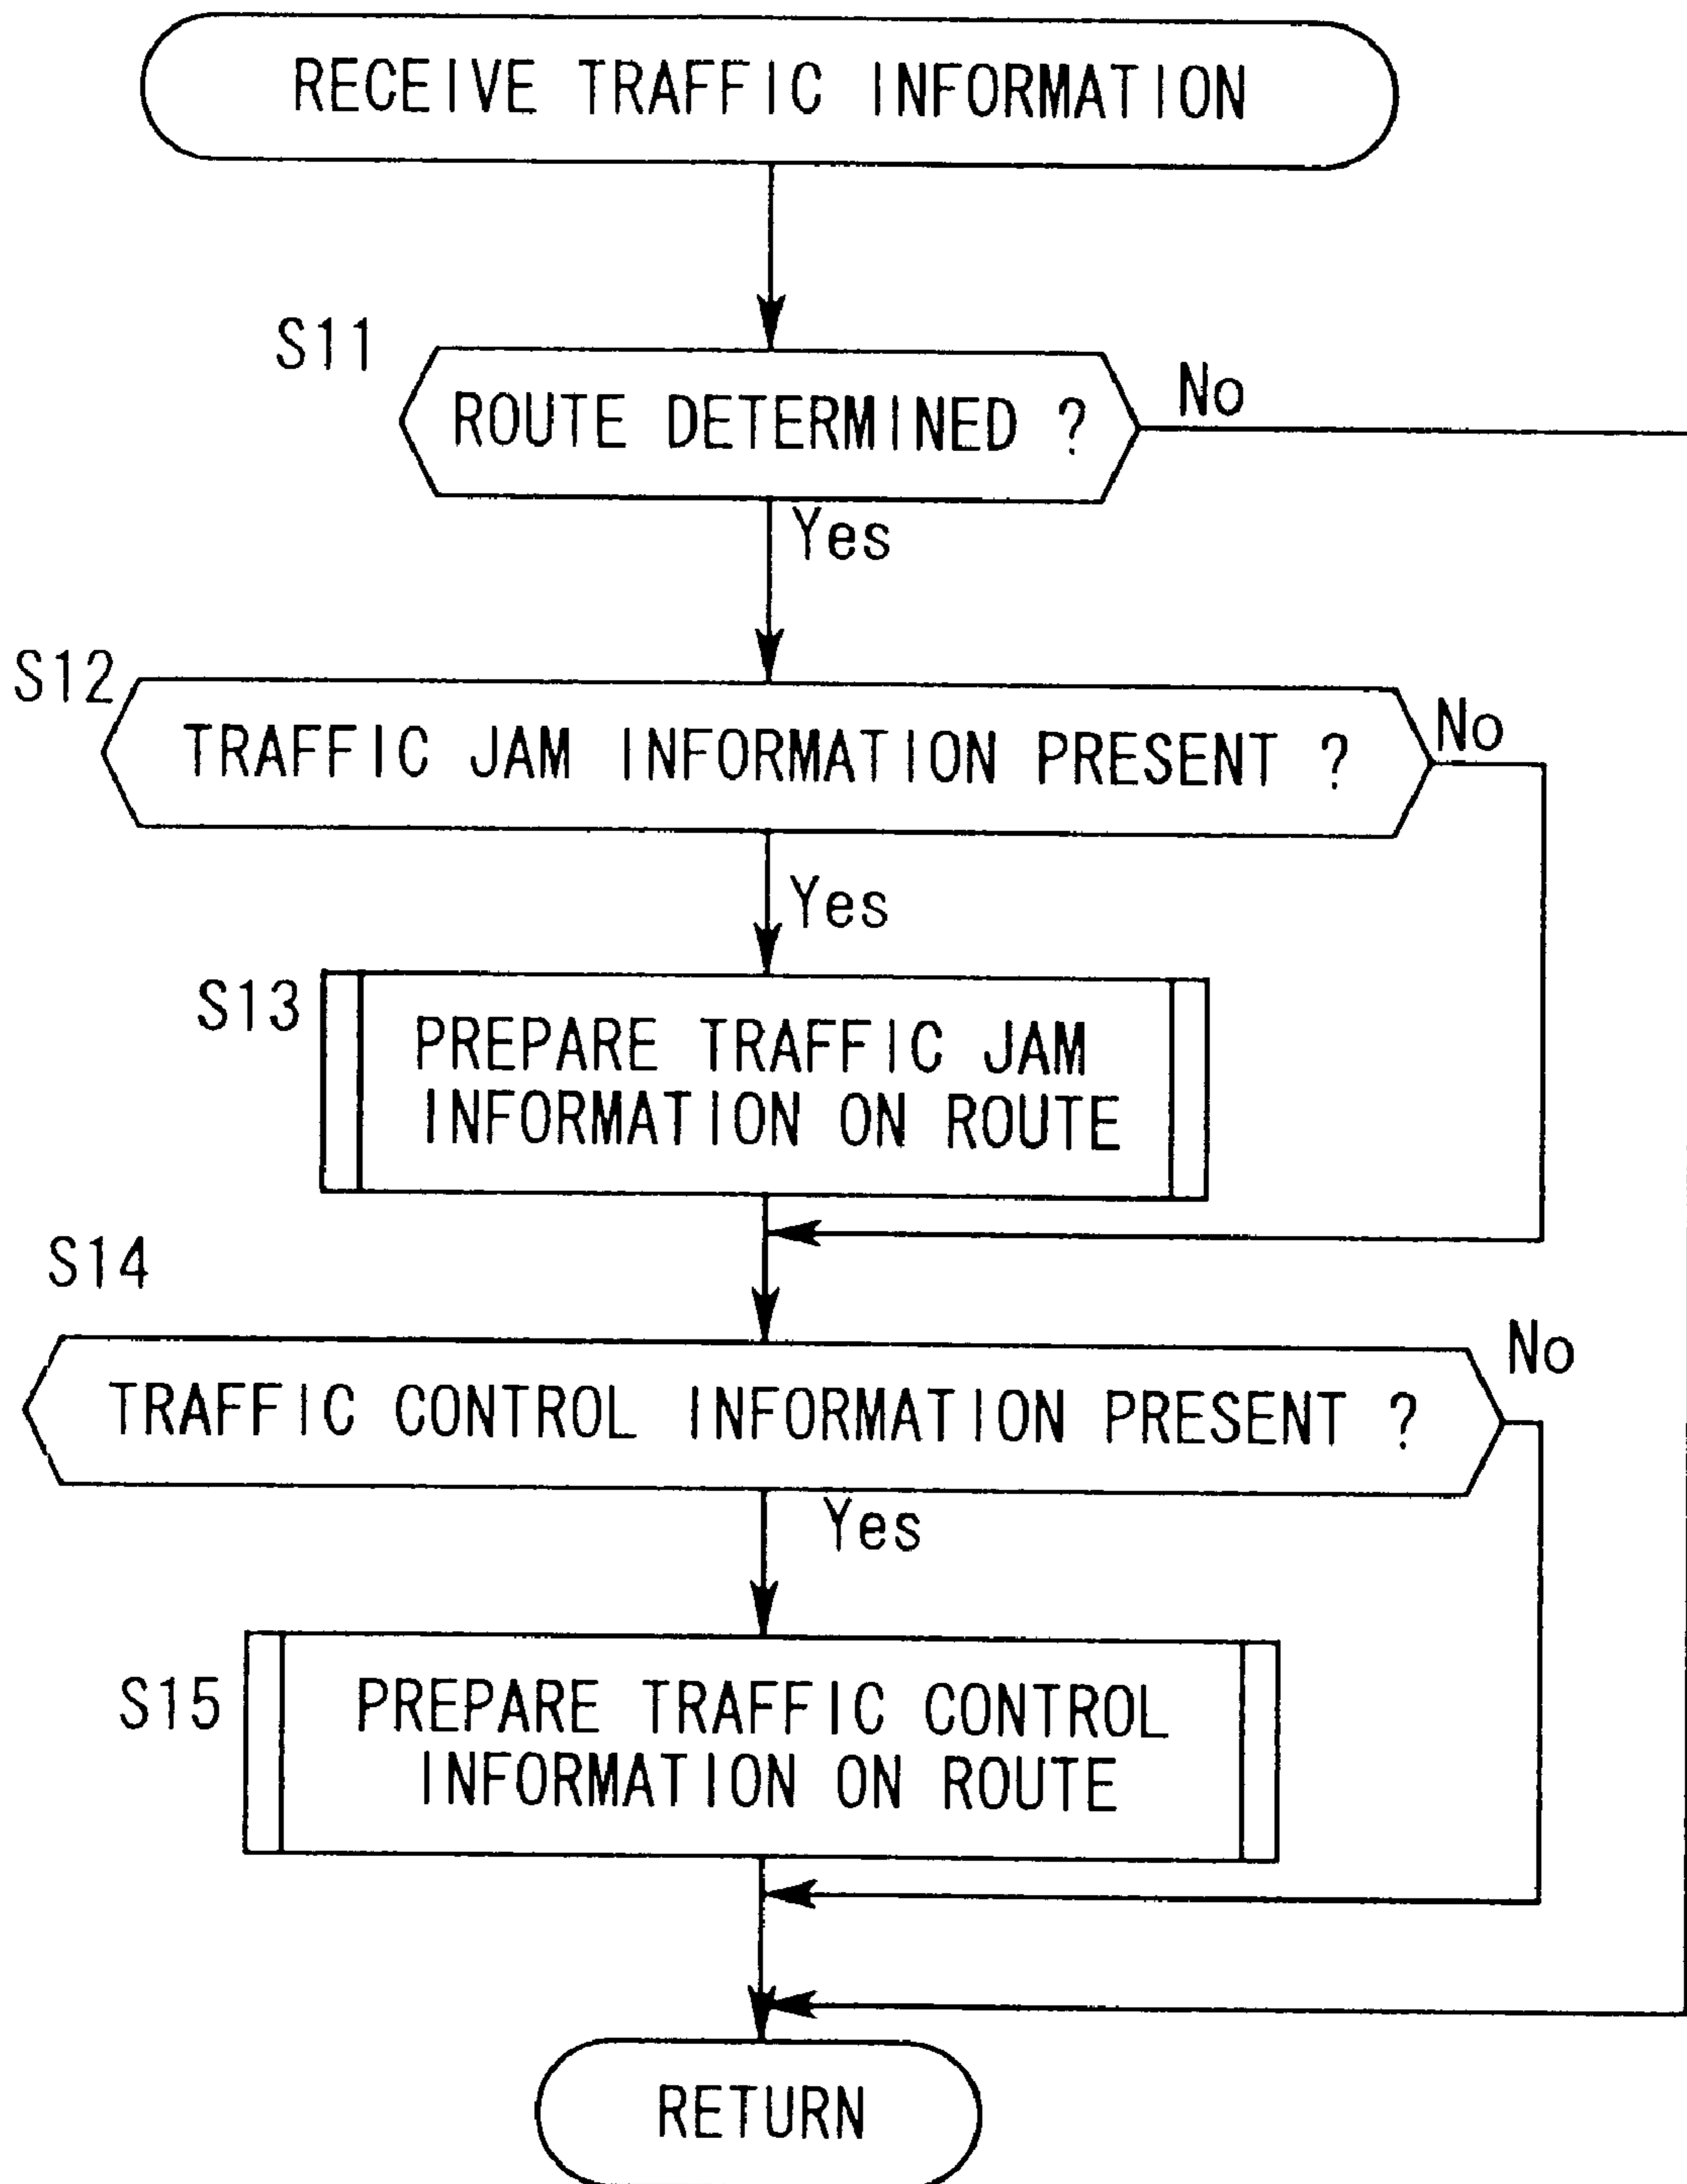 RECEIVE TRAFFIC INFORMATION
S11
ROUTE DETERMINED ?
No
Yes
S12
TRAFFIC JAM INFORMATION PRESENT ?
No
Yes
S13
PREPARE TRAFFIC JAM
INFORMATION ON ROUTE
S14
TRAFFIC CONTROL INFORMATION PRESENT ?
No
Yes
S15
PREPARE TRAFFIC CONTROL
INFORMATION ON ROUTE
RETURN